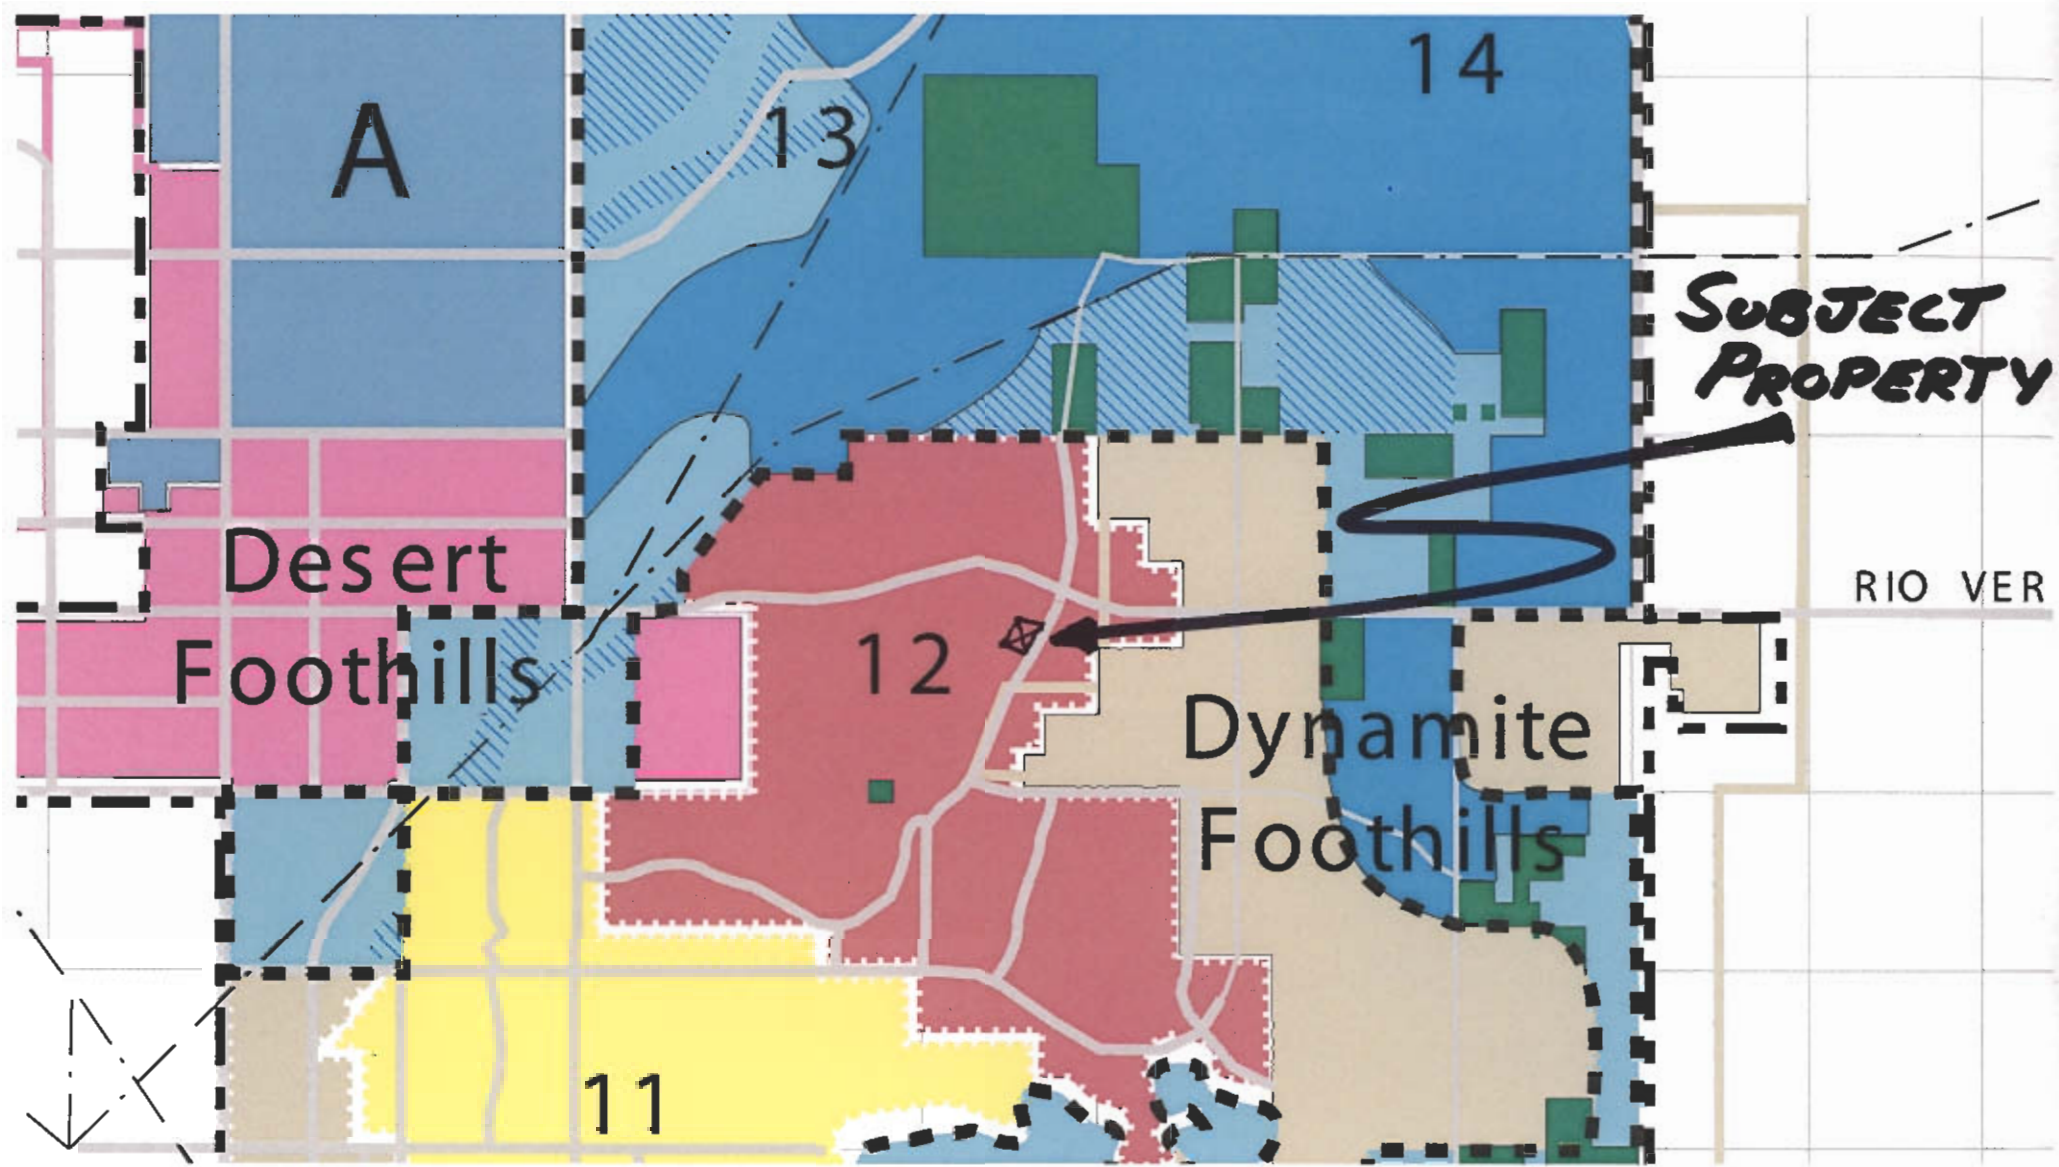 14
A
13
SUBJECT
PROPERTY
RIO VER
Desert
Foothills
12
Dynamite
Foothills
11